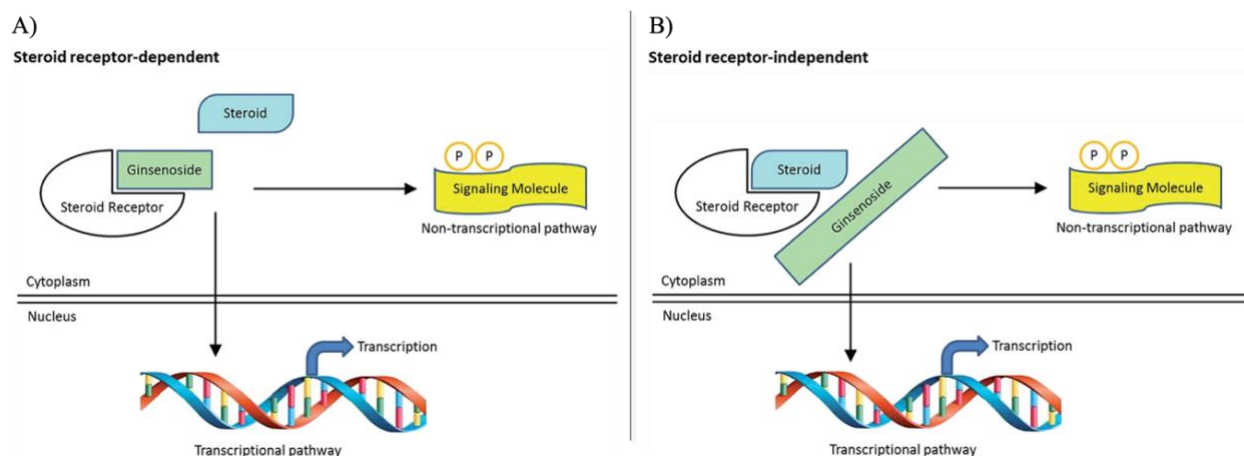 A)
Steroid receptor-dependent
Steroid
Ginsenoside
Steroid Receptor
P P
Signaling Molecule
Non-transcriptional pathway
Cytoplasm
Nucleus
Transcription
Transcriptional pathway
B)
Steroid receptor-independent
Steroid
Steroid Receptor
Ginsenoside
P P
Signaling Molecule
Non-transcriptional pathway
Cytoplasm
Nucleus
Transcription
Transcriptional pathway